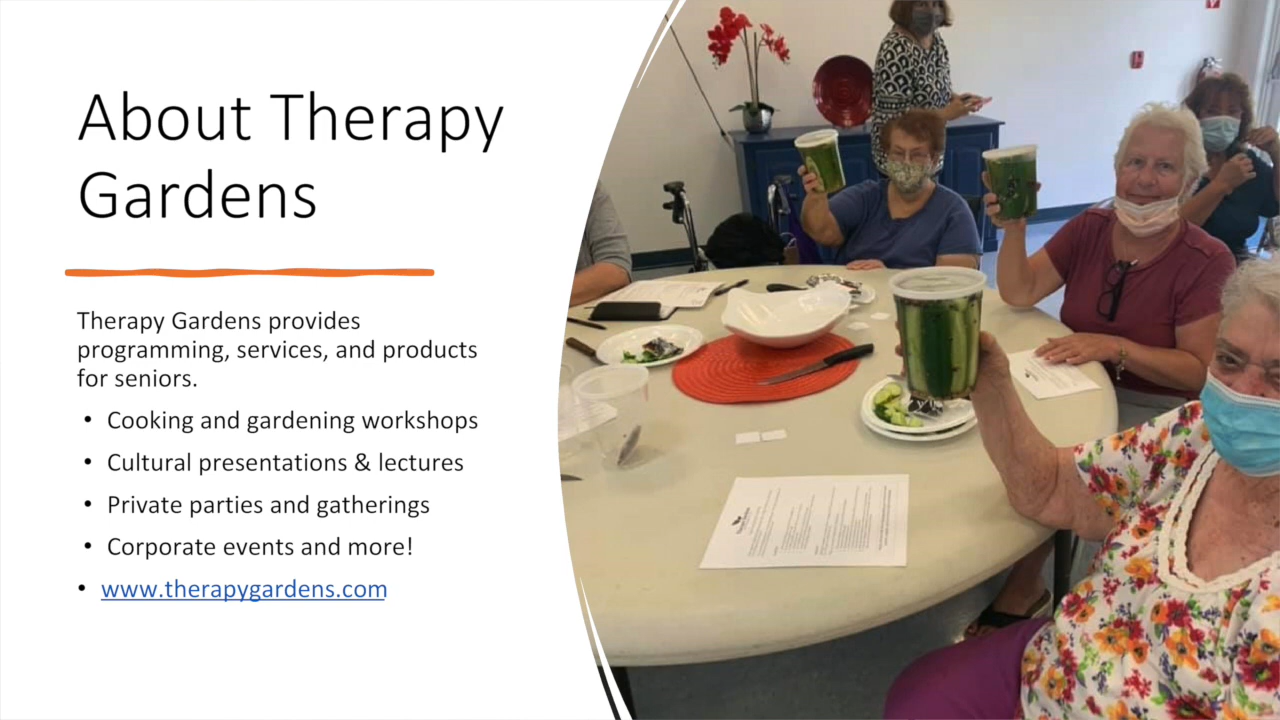 About Therapy
Gardens
Therapy Gardens provides
programming, services, and products
for seniors.
• Cooking and gardening workshops
• Cultural presentations & lectures
• Private parties and gatherings
• Corporate events and more!
• www.therapygardens.com